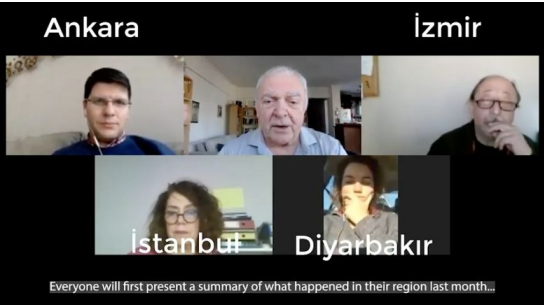 Ankara
İzmir
İstanbul
Diyarbakır
Everyone will first present a summary of what happened in their region last month...